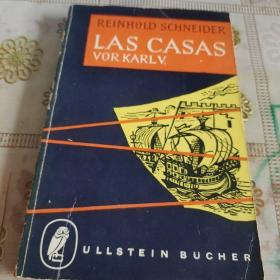 REINHOLD SCHNEIDER
LAS CASAS
VOR KARL V.
ULLSTEIN BÜCHER